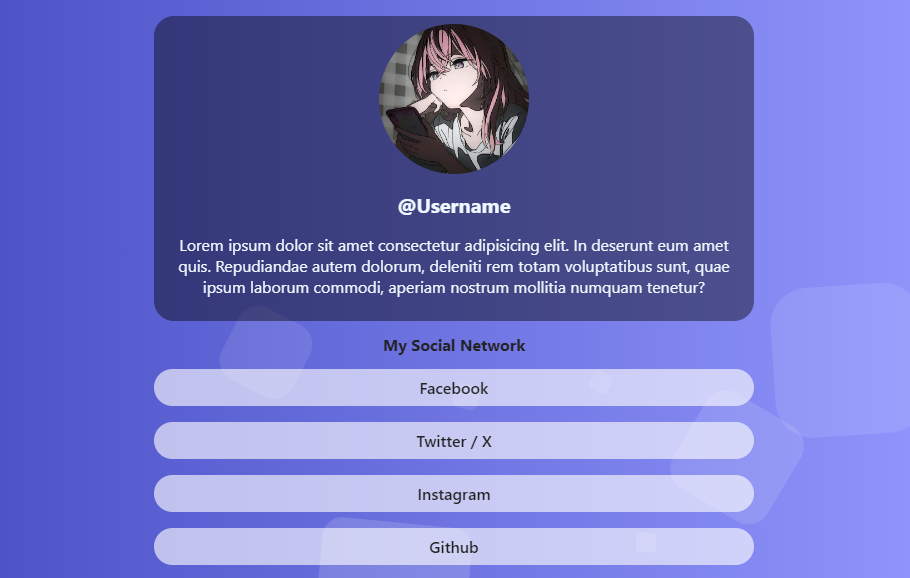 @Username
Lorem ipsum dolor sit amet consectetur adipisicing elit. In deserunt eum amet
quis. Repudiandae autem dolorum, deleniti rem totam voluptatibus sunt, quae
ipsum laborum commodi, aperiam nostrum mollitia numquam tenetur?
My Social Network
Facebook
Twitter / X
Instagram
Github